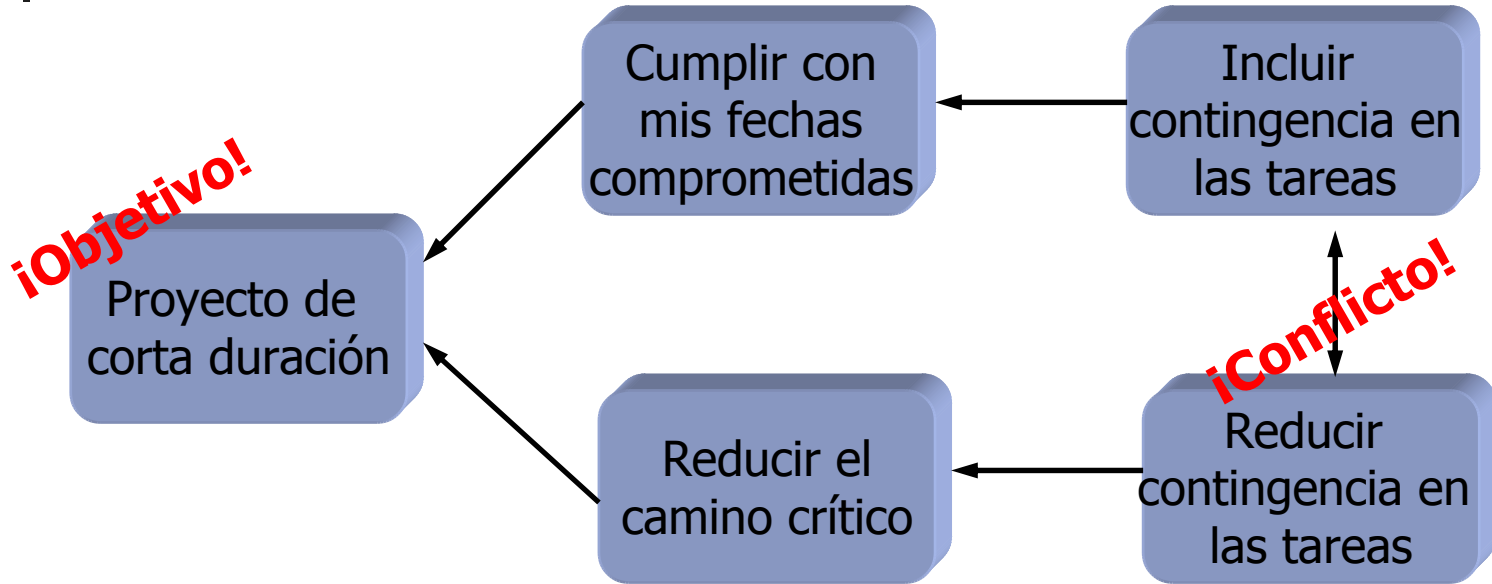 Cumplir con
mis fechas
comprometidas
Incluir
contingencia en
las tareas
¡Objetivo!
Proyecto de
corta duración
¡Conflicto!
Reducir el
camino crítico
Reducir
contingencia en
las tareas